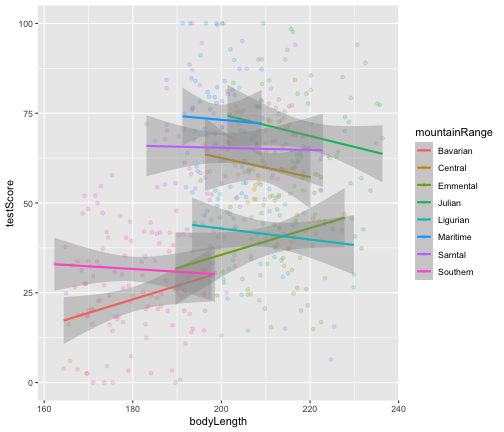 100
75
50
25
0
160
180
200
220
240
bodyLength
testScore
mountainRange
Bavarian
Central
Emmental
Julian
Ligurian
Maritime
Sarntal
Southern